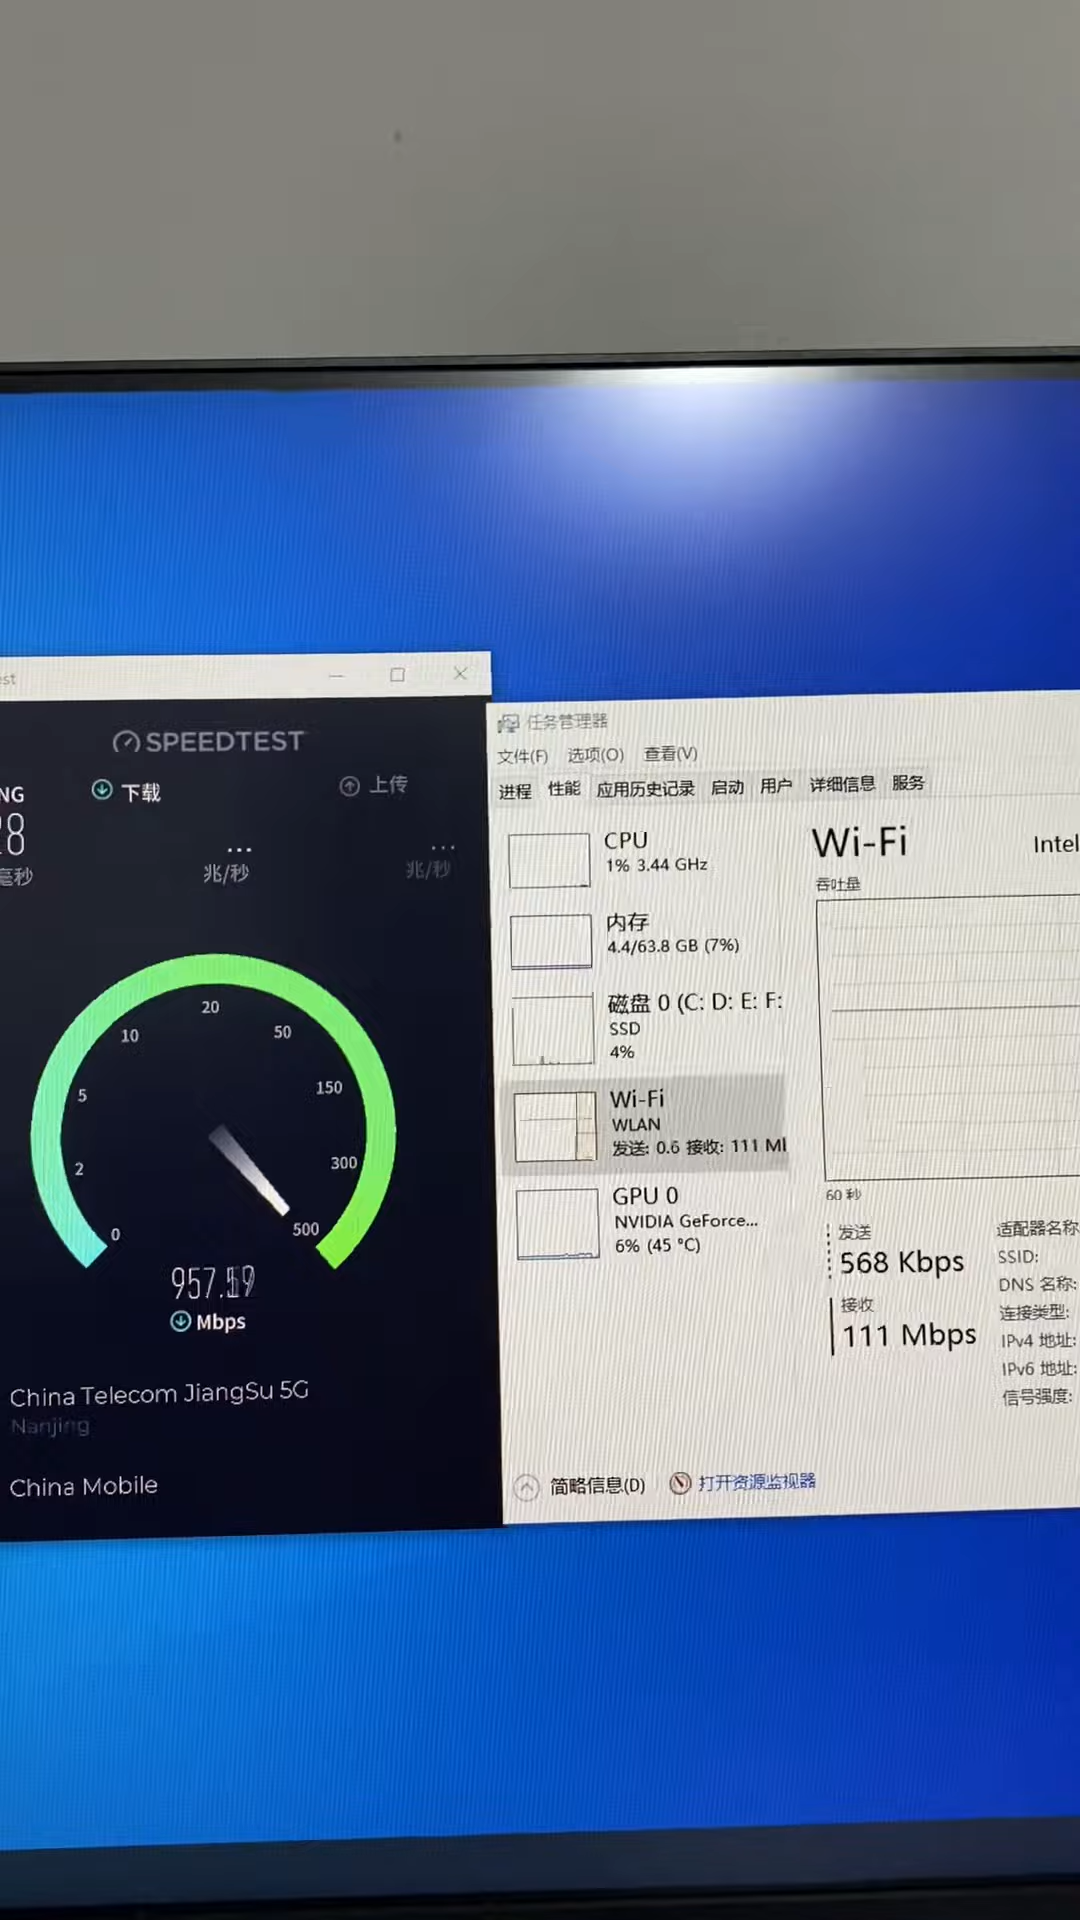 SPEEDTEST
下载
上传
兆/秒
兆/秒
毫秒
0
2
5
10
20
50
150
300
500
Mbps
China Telecom JiangSu 5G
Nanjing
China Mobile
任务管理器
文件(F) 选项(O) 查看(V)
进程 性能 应用历史记录 启动 用户 详细信息 服务
CPU
1% 3.44 GHz
内存
4.4/63.8 GB (7%)
磁盘 0 (C: D: E: F:
SSD
4%
Wi-Fi
WLAN
发送: 0.6 接收: 111 Ml
GPU 0
NVIDIA GeForce...
6% (45 °C)
Wi-Fi
Intel
吞吐量
60 秒
发送
568 Kbps
接收
111 Mbps
适配器名称
SSID:
DNS 名称:
连接类型:
IPv4 地址:
IPv6 地址:
信号强度:
简略信息(D)
打开资源监视器